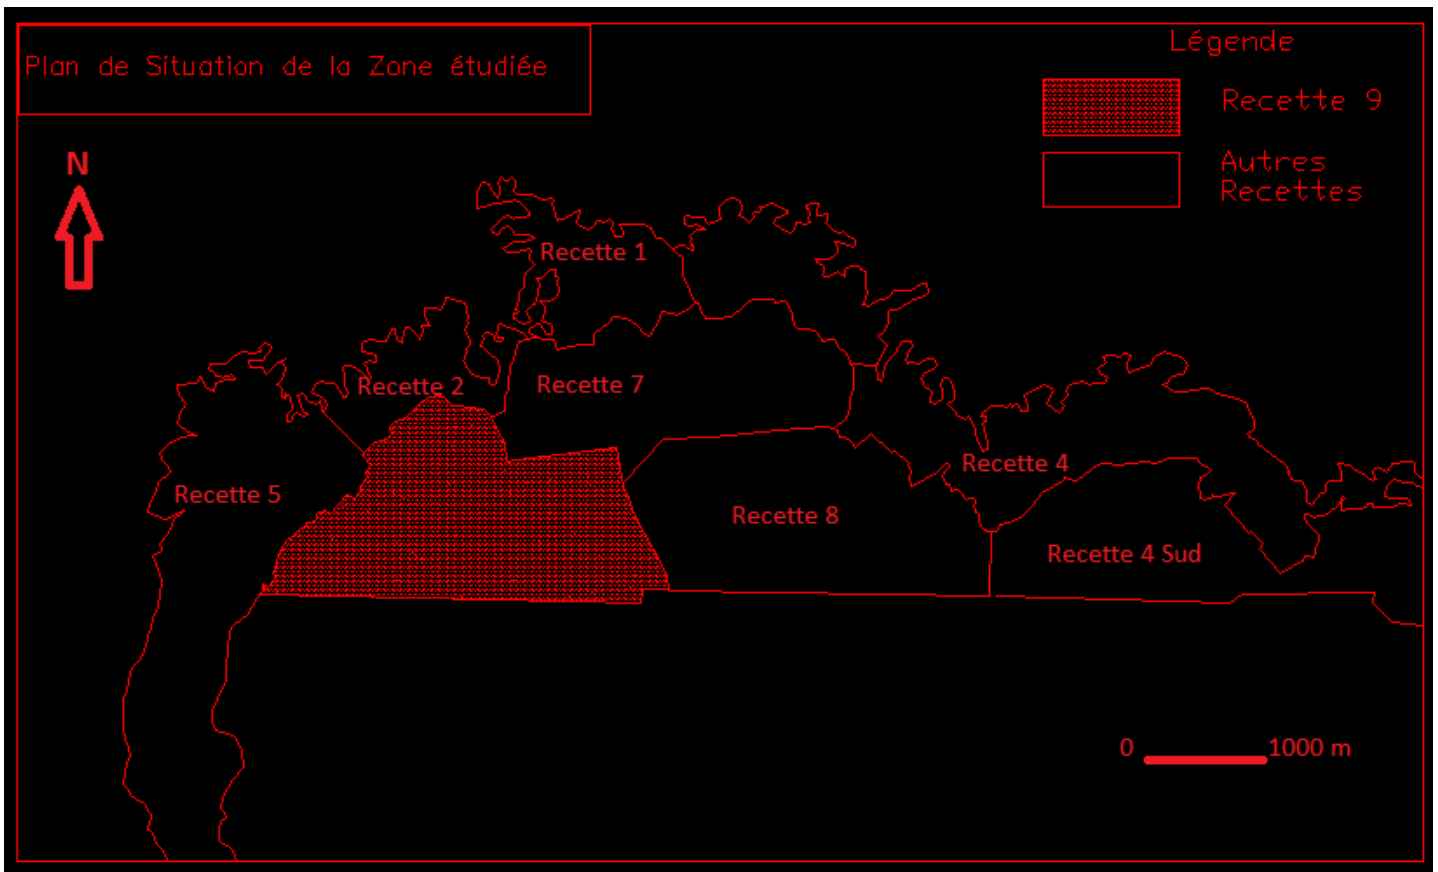 Plan de Situation de la Zone étudiée
Légende
Recette 9
Autres
Recettes
N
Recette 1
Recette 2
Recette 7
Recette 4
Recette 5
Recette 8
Recette 4 Sud
0 1000 m